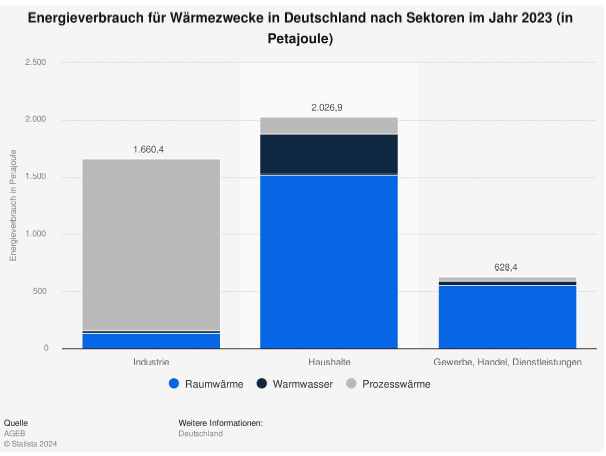 Energieverbrauch für Wärmezwecke in Deutschland nach Sektoren im Jahr 2023 (in
Petajoule)
Energieverbrauch in Petajoule
2.500
2.000
1.500
1.000
500
0
1.660,4
2.026,9
628,4
Industrie
Haushalte
Gewerbe, Handel, Dienstleistungen
Raumwärme
Warmwasser
Prozesswärme
Quelle
AGEB
© Statista 2024
Weitere Informationen:
Deutschland